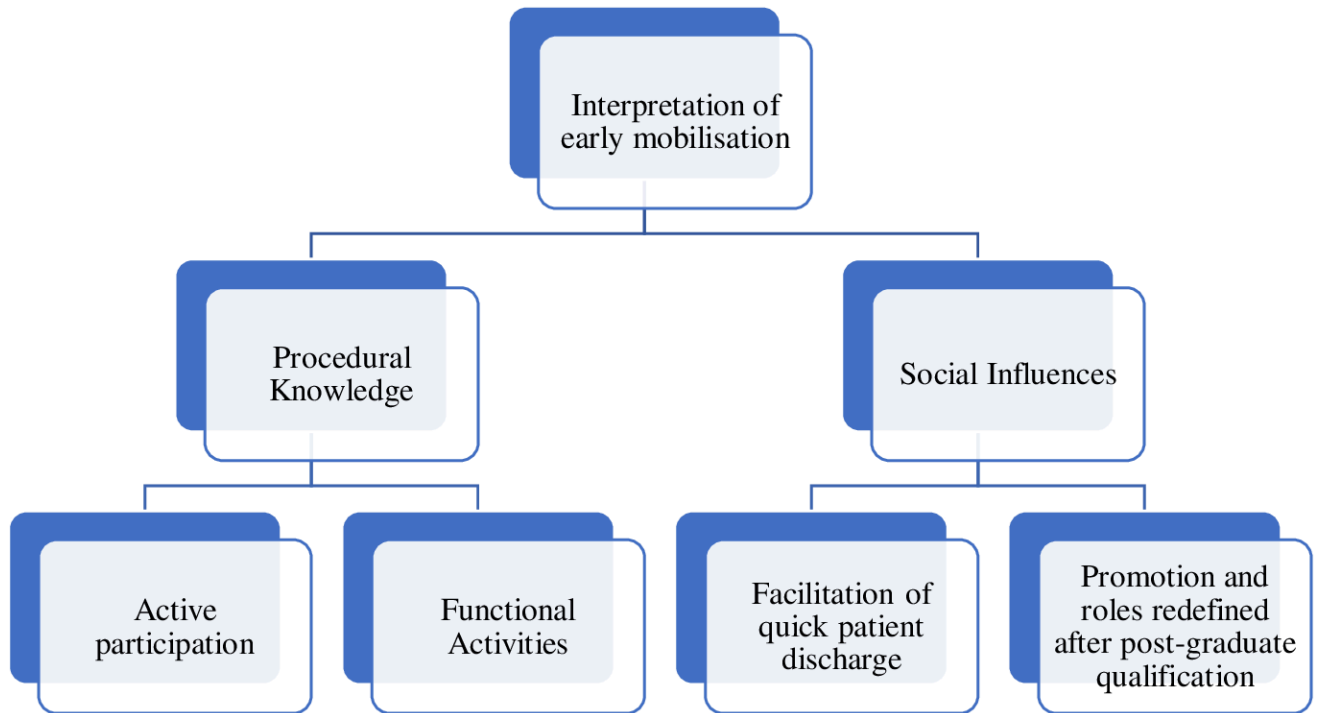 Interpretation of
early mobilisation
Procedural
Knowledge
Social Influences
Active
participation
Functional
Activities
Facilitation of
quick patient
discharge
Promotion and
roles redefined
after post-graduate
qualification